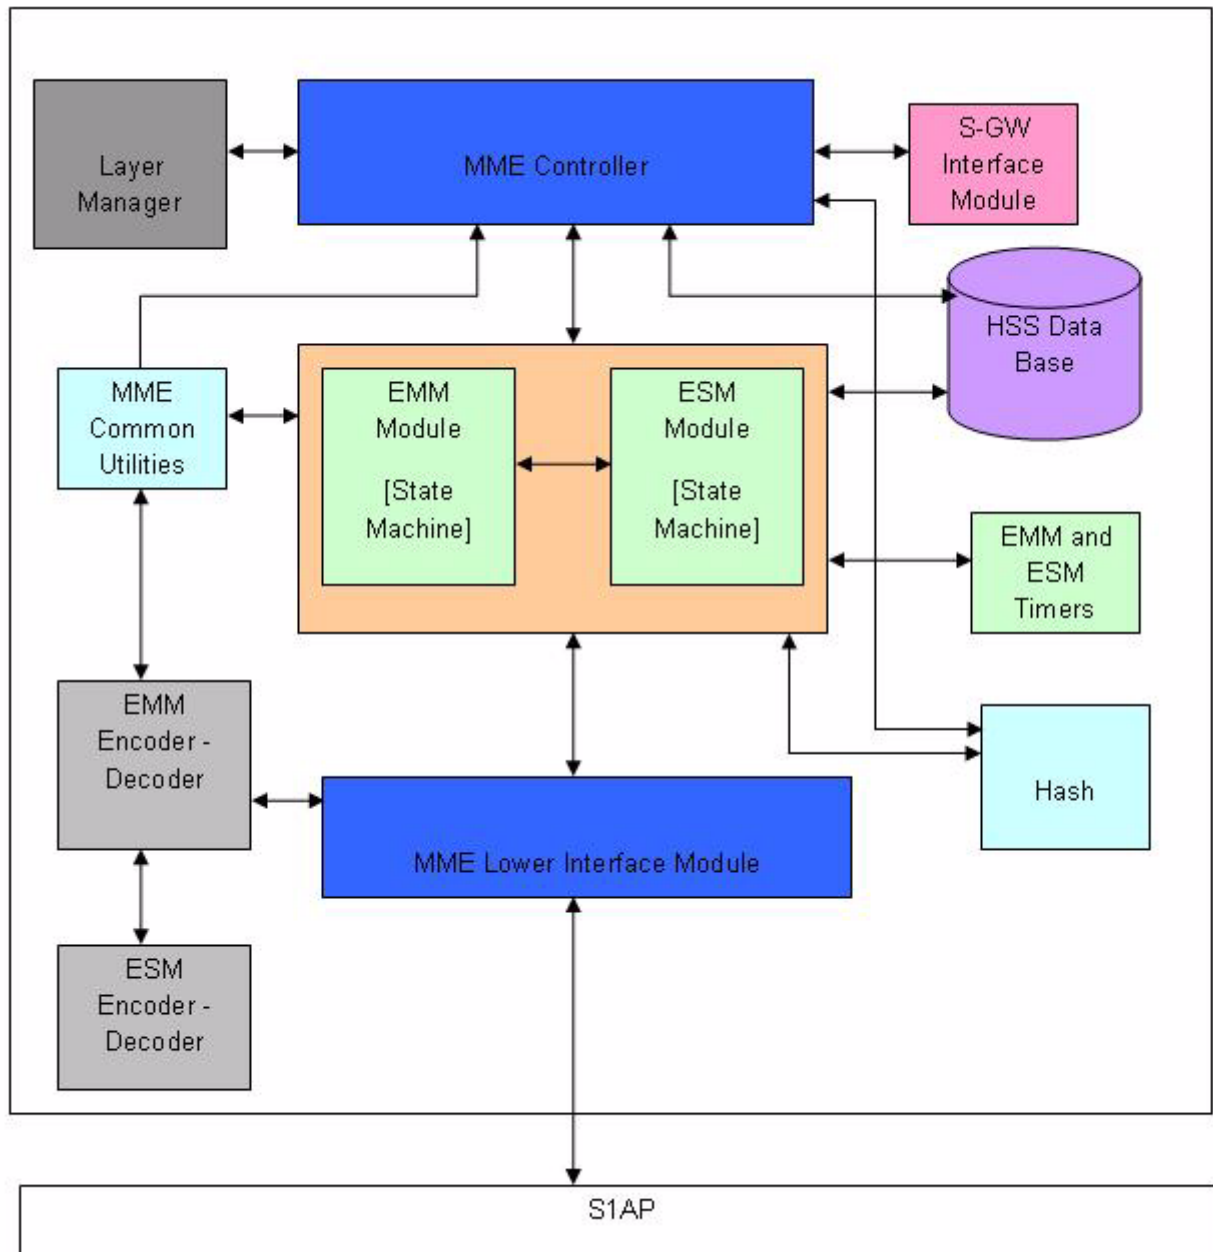 Layer
Manager
MME Controller
S-GW
Interface
Module
HSS Data
Base
MME
Common
Utilities
EMM
Module
[State
Machine]
ESM
Module
[State
Machine]
EMM and
ESM
Timers
EMM
Encoder -
Decoder
Hash
MME Lower Interface Module
ESM
Encoder -
Decoder
S1AP